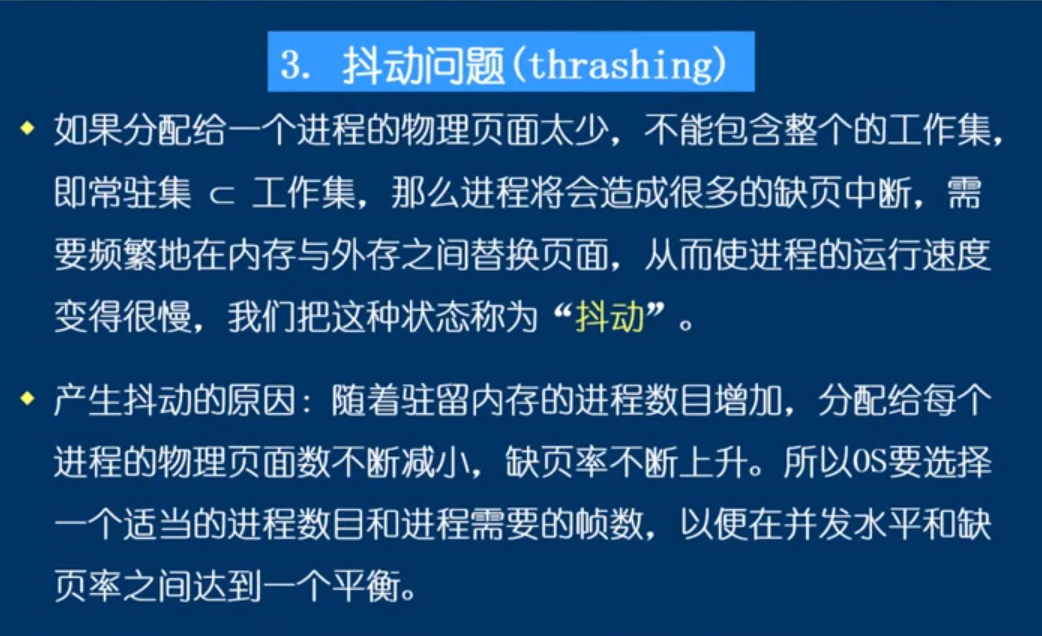 3. 抖动问题(thrashing)
如果分配给一个进程的物理页面太少，不能包含整个的工作集，
即常驻集 ⊂ 工作集，那么进程将会造成很多的缺页中断，需
要频繁地在内存与外存之间替换页面，从而使进程的运行速度
变得很慢，我们把这种状态称为“抖动”。
产生抖动的原因：随着驻留内存的进程数目增加，分配给每个
进程的物理页面数不断减小，缺页率不断上升。所以OS要选择
一个适当的进程数目和进程需要的帧数，以便在并发水平和缺
页率之间达到一个平衡。